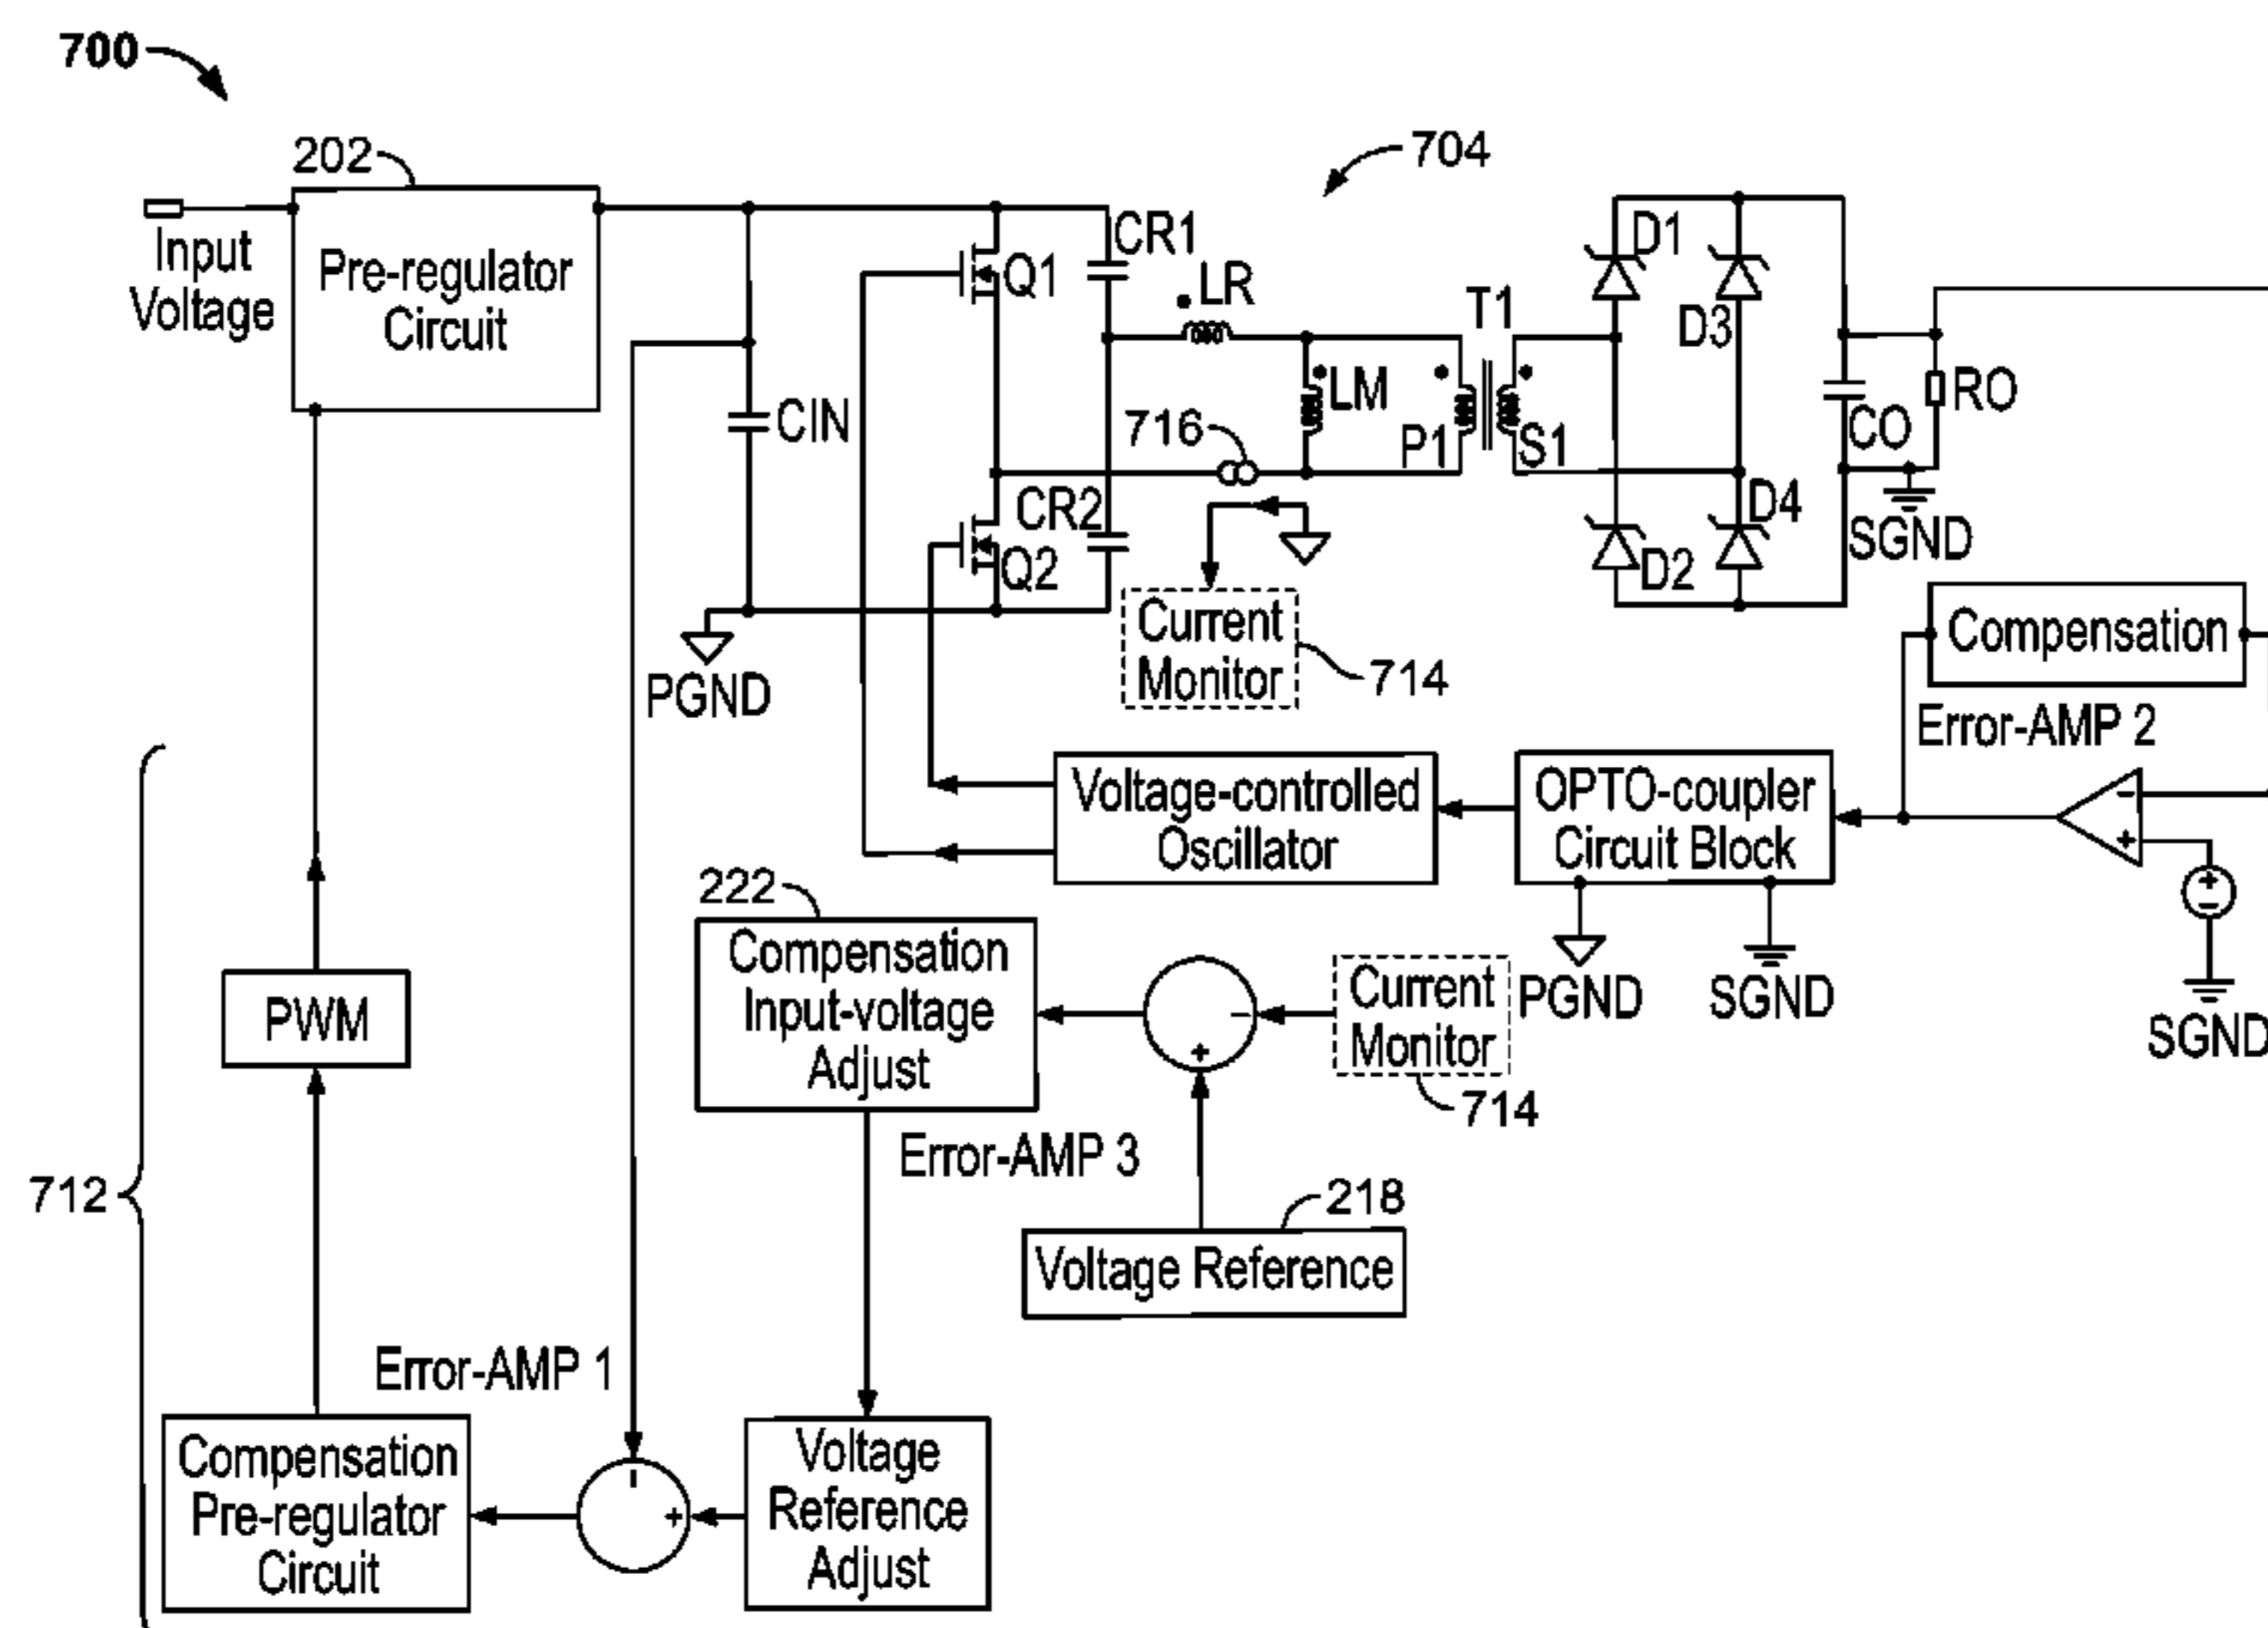 700
202
704
Input
Voltage
Pre-regulator
Circuit
CR1
Q1
LR
T1
D1
D3
CIN
LM
716
P1
S1
CO
RO
CR2
Q2
D2
D4
SGND
PGND
Current
Monitor
714
Compensation
Error-AMP 2
Voltage-controlled
Oscillator
OPTO-coupler
Circuit Block
−
+
+
−
PGND
SGND
SGND
222
Compensation
Input-voltage
Adjust
−
+
Current
Monitor
714
PWM
712
Error-AMP 3
218
Voltage Reference
Error-AMP 1
Compensation
Pre-regulator
Circuit
−
+
Voltage
Reference
Adjust